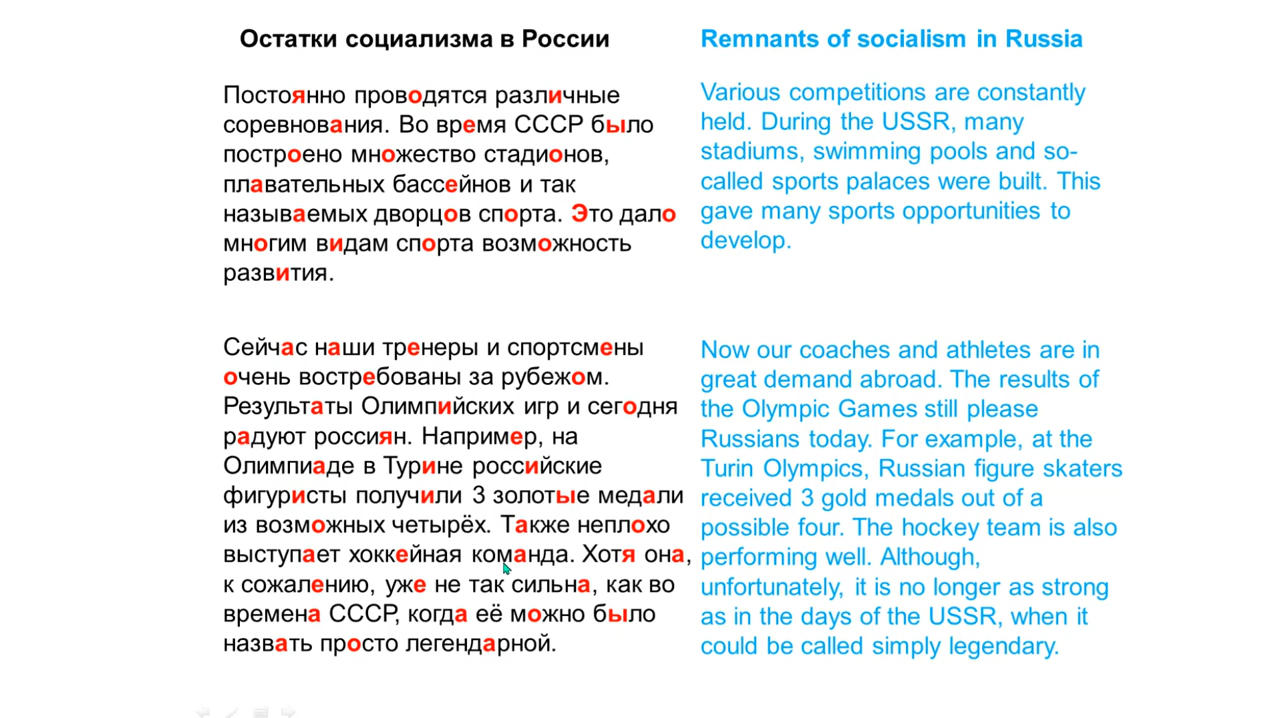 Остатки социализма в России
Постоянно проводятся различные
соревнования. Во время СССР было
построено множество стадионов,
плавательных бассейнов и так
называемых дворцов спорта. Это дало
многим видам спорта возможность
развития.
Сейчас наши тренеры и спортсмены
очень востребованы за рубежом.
Результаты Олимпийских игр и сегодня
радуют россиян. Например, на
Олимпиаде в Турине российские
фигуристы получили 3 золотые медали
из возможных четырёх. Также неплохо
выступает хоккейная команда. Хотя она,
к сожалению, уже не так сильна, как во
времена СССР, когда её можно было
назвать просто легендарной.
Remnants of socialism in Russia
Various competitions are constantly
held. During the USSR, many
stadiums, swimming pools and so-
called sports palaces were built. This
gave many sports opportunities to
develop.
Now our coaches and athletes are in
great demand abroad. The results of
the Olympic Games still please
Russians today. For example, at the
Turin Olympics, Russian figure skaters
received 3 gold medals out of a
possible four. The hockey team is also
performing well. Although,
unfortunately, it is no longer as strong
as in the days of the USSR, when it
could be called simply legendary.